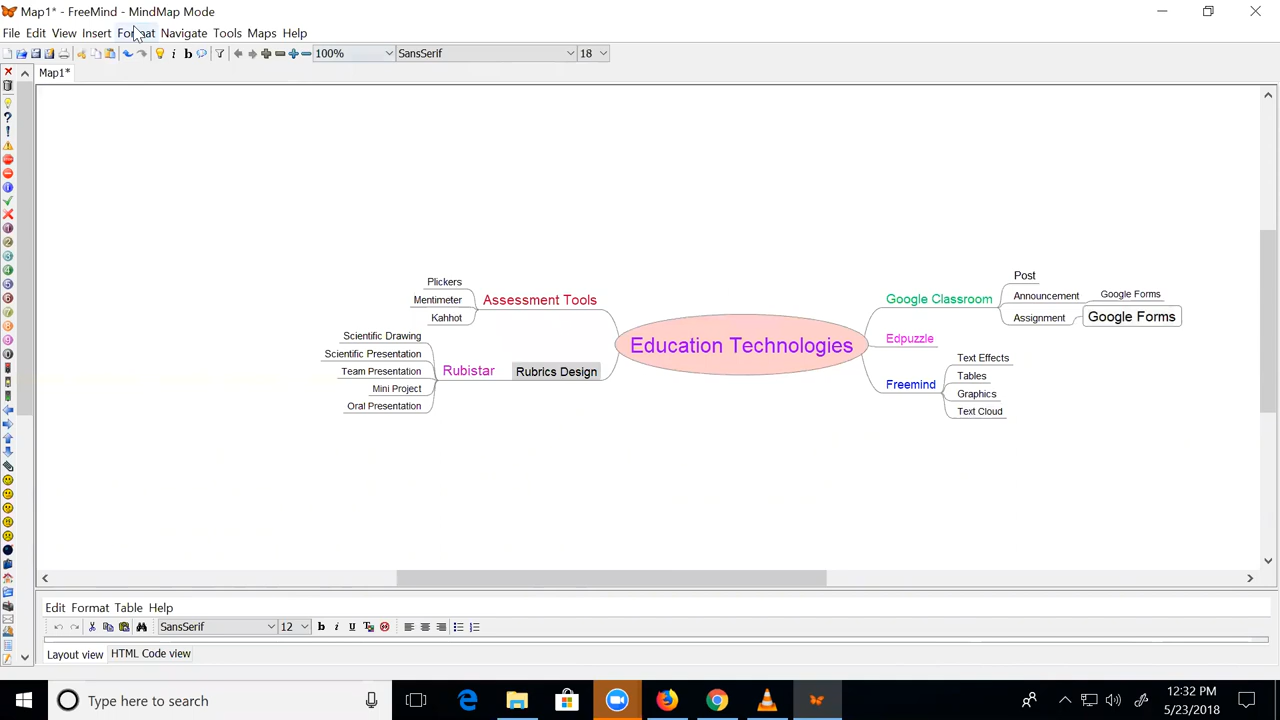 Map1* - FreeMind - MindMap Mode
File Edit View Insert Format Navigate Tools Maps Help
i b 100% SansSerif 18
Map1*
Education Technologies
Assessment Tools
Plickers
Mentimeter
Kahhot
Rubrics Design
Rubistar
Scientific Drawing
Scientific Presentation
Team Presentation
Mini Project
Oral Presentation
Google Classroom
Post
Announcement
Google Forms
Assignment
Google Forms
Edpuzzle
Freemind
Text Effects
Tables
Graphics
Text Cloud
Edit Format Table Help
SansSerif 12 b i U
Layout view HTML Code view
Type here to search
12:32 PM
5/23/2018